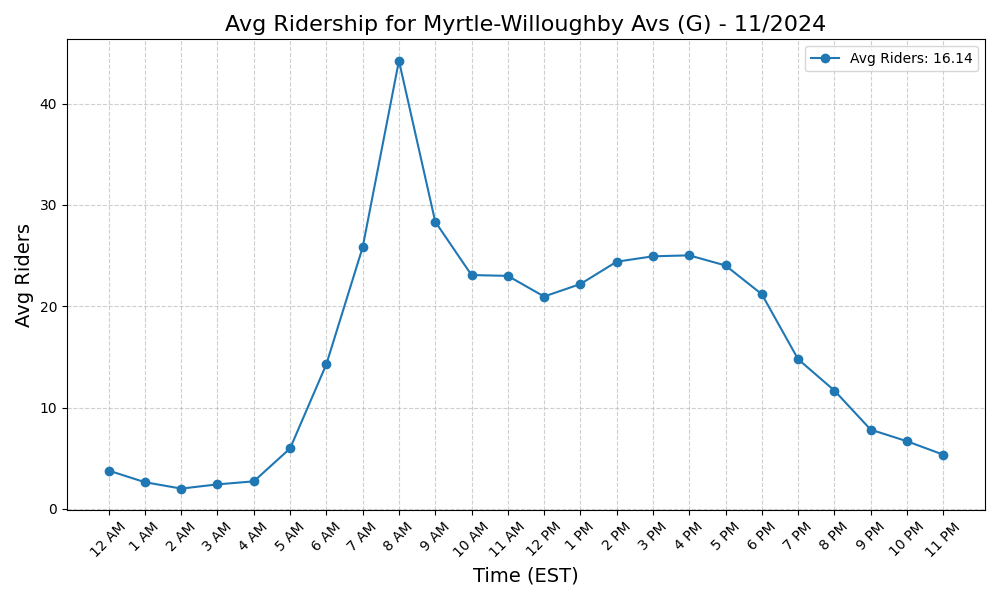 Avg Ridership for Myrtle-Willoughby Avs (G) - 11/2024
Avg Riders: 16.14
Avg Riders
40
30
20
10
0
12 AM
1 AM
2 AM
3 AM
4 AM
5 AM
6 AM
7 AM
8 AM
9 AM
10 AM
11 AM
12 PM
1 PM
2 PM
3 PM
4 PM
5 PM
6 PM
7 PM
8 PM
9 PM
10 PM
11 PM
Time (EST)